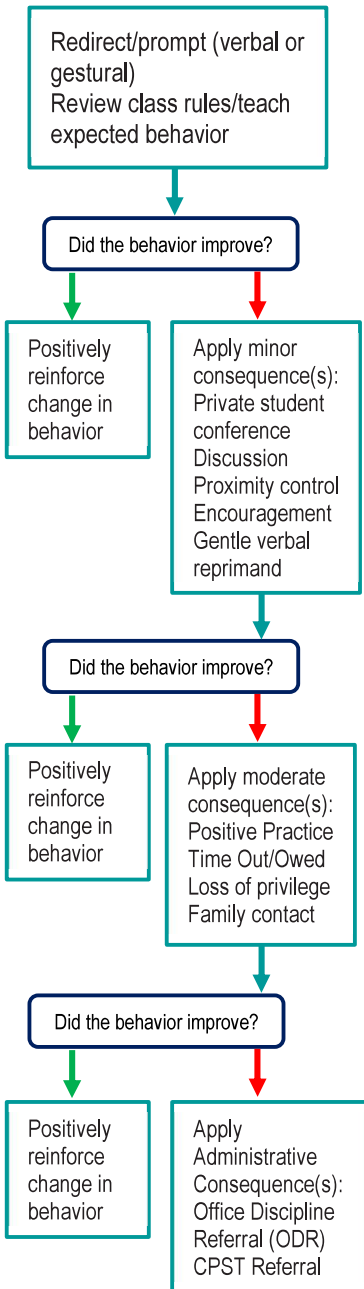 Redirect/prompt (verbal or
gestural)
Review class rules/teach
expected behavior
Did the behavior improve?
Positively
reinforce
change in
behavior
Apply minor
consequence(s):
Private student
conference
Discussion
Proximity control
Encouragement
Gentle verbal
reprimand
Did the behavior improve?
Positively
reinforce
change in
behavior
Apply moderate
consequence(s):
Positive Practice
Time Out/Owed
Loss of privilege
Family contact
Did the behavior improve?
Positively
reinforce
change in
behavior
Apply
Administrative
Consequence(s):
Office Discipline
Referral (ODR)
CPST Referral